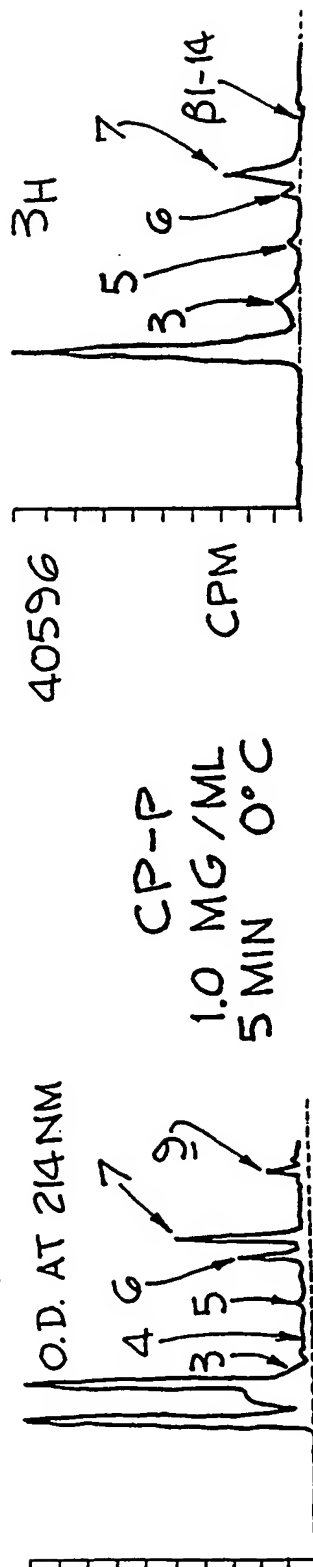 O.D. AT 214NM
3
4
5
6
7
9
CP-P
1.0 MG/ML
5 MIN 0°C
40596
CPM
3H
3
5
6
7
β1-14